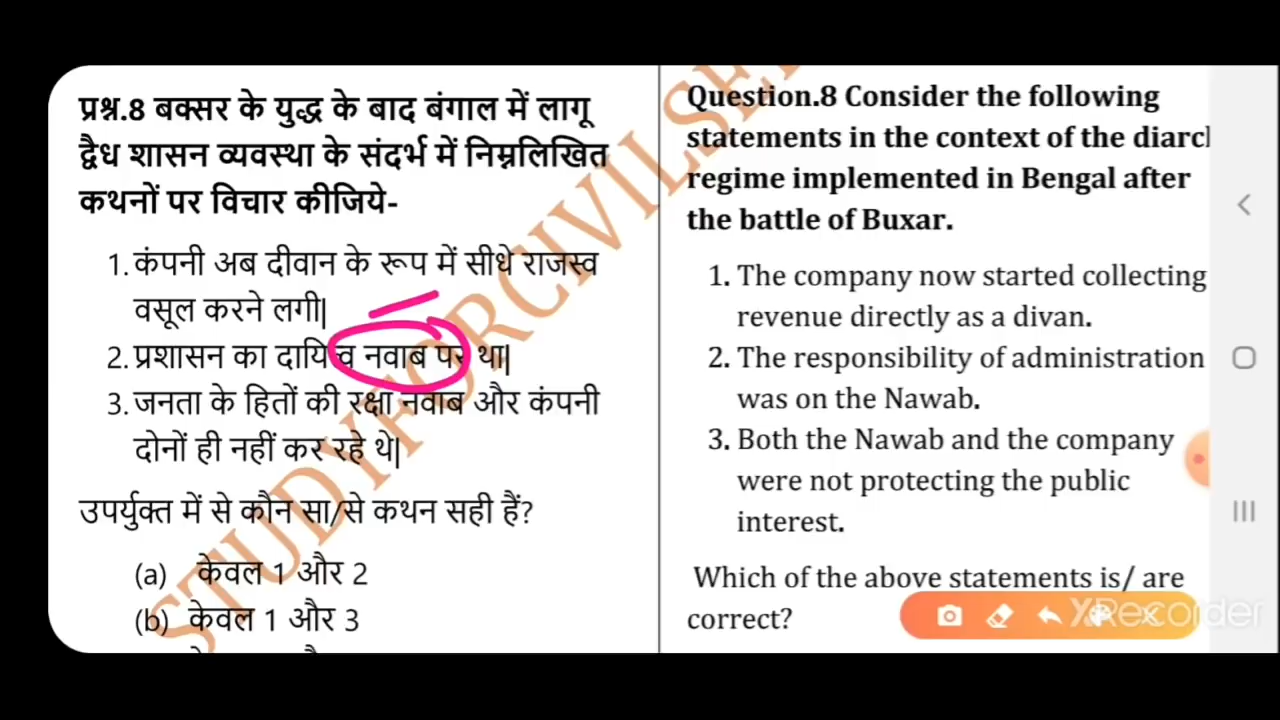 प्रश्न.8 बक्सर के युद्ध के बाद बंगाल में लागू
द्वैध शासन व्यवस्था के संदर्भ में निम्नलिखित
कथनों पर विचार कीजिये-
1. कंपनी अब दीवान के रूप में सीधे राजस्व
वसूल करने लगी|
2. प्रशासन का दायित्व नवाब पर था|
3. जनता के हितों की रक्षा नवाब और कंपनी
दोनों ही नहीं कर रहे थे|
उपर्युक्त में से कौन सा/से कथन सही हैं?
(a) केवल 1 और 2
(b) केवल 1 और 3
Question.8 Consider the following
statements in the context of the diarch
regime implemented in Bengal after
the battle of Buxar.
1. The company now started collecting
revenue directly as a divan.
2. The responsibility of administration
was on the Nawab.
3. Both the Nawab and the company
were not protecting the public
interest.
Which of the above statements is/ are
correct?
XRecorder
STUDYFORCIVILSE